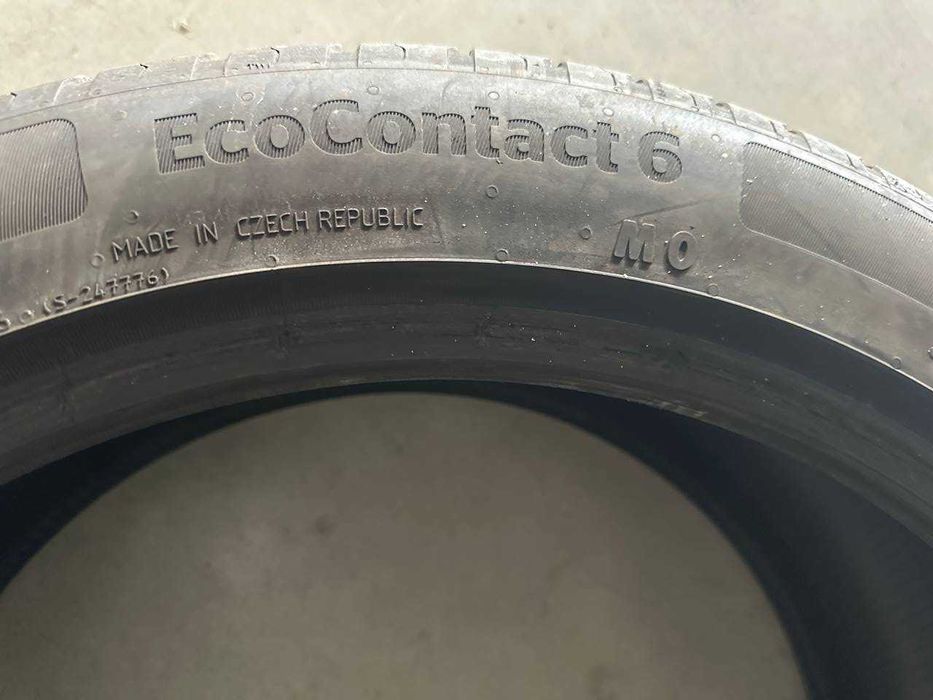 EcoContact 6
MADE IN CZECH REPUBLIC
MO
(S-247776)